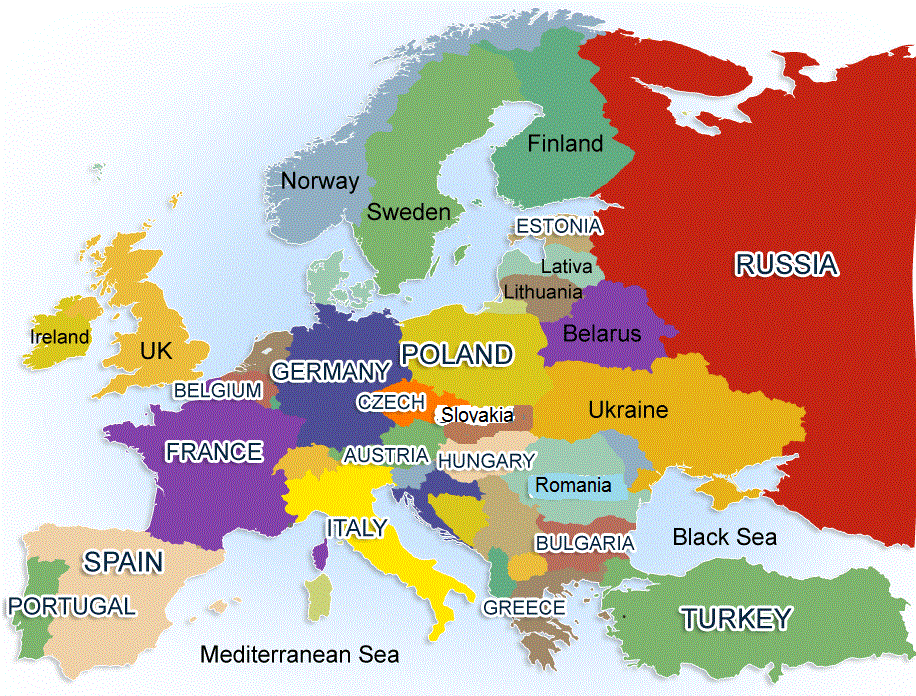 Finland
Norway
Sweden
ESTONIA
RUSSIA
Lativa
Lithuania
Ireland
UK
Belarus
POLAND
GERMANY
BELGIUM
CZECH
Slovakia
Ukraine
FRANCE
AUSTRIA
HUNGARY
Romania
ITALY
Black Sea
BULGARIA
SPAIN
PORTUGAL
GREECE
TURKEY
Mediterranean Sea